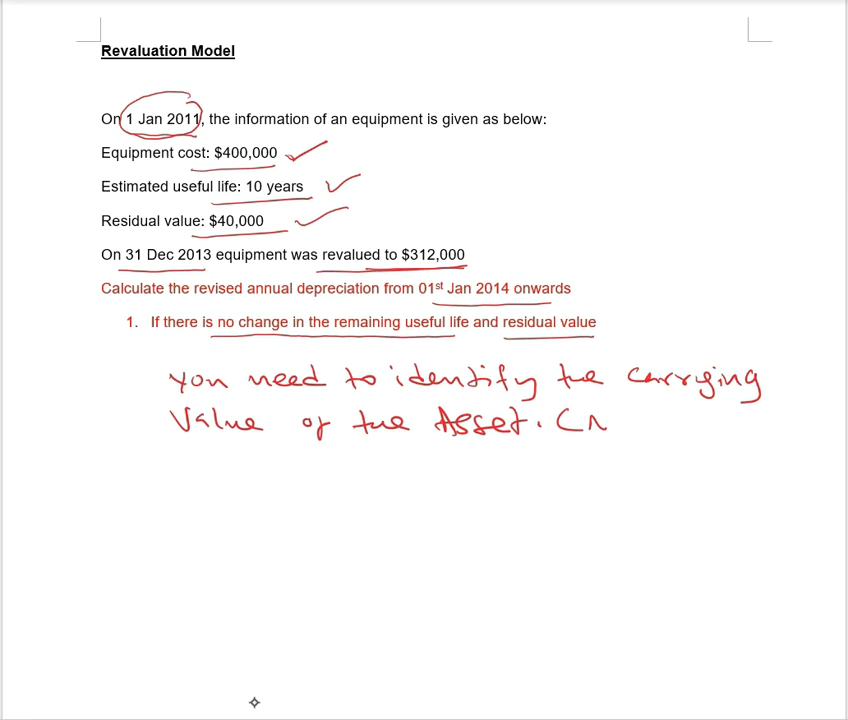 Revaluation Model
On 1 Jan 2011, the information of an equipment is given as below:
Equipment cost: $400,000
Estimated useful life: 10 years
Residual value: $40,000
On 31 Dec 2013 equipment was revalued to $312,000
Calculate the revised annual depreciation from 01st Jan 2014 onwards
1. If there is no change in the remaining useful life and residual value
You need to identify the carrying
Value of the Asset. C